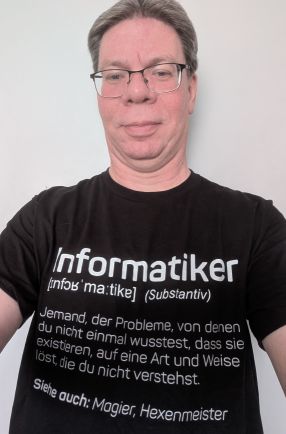 Informatiker
[ɪnfoʁˈmaːtikɐ] (Substantiv)
Jemand, der Probleme, von denen
du nicht einmal wusstest, dass sie
existieren, auf eine Art und Weise
löst, die du nicht verstehst.
Siehe auch: Magier, Hexenmeister